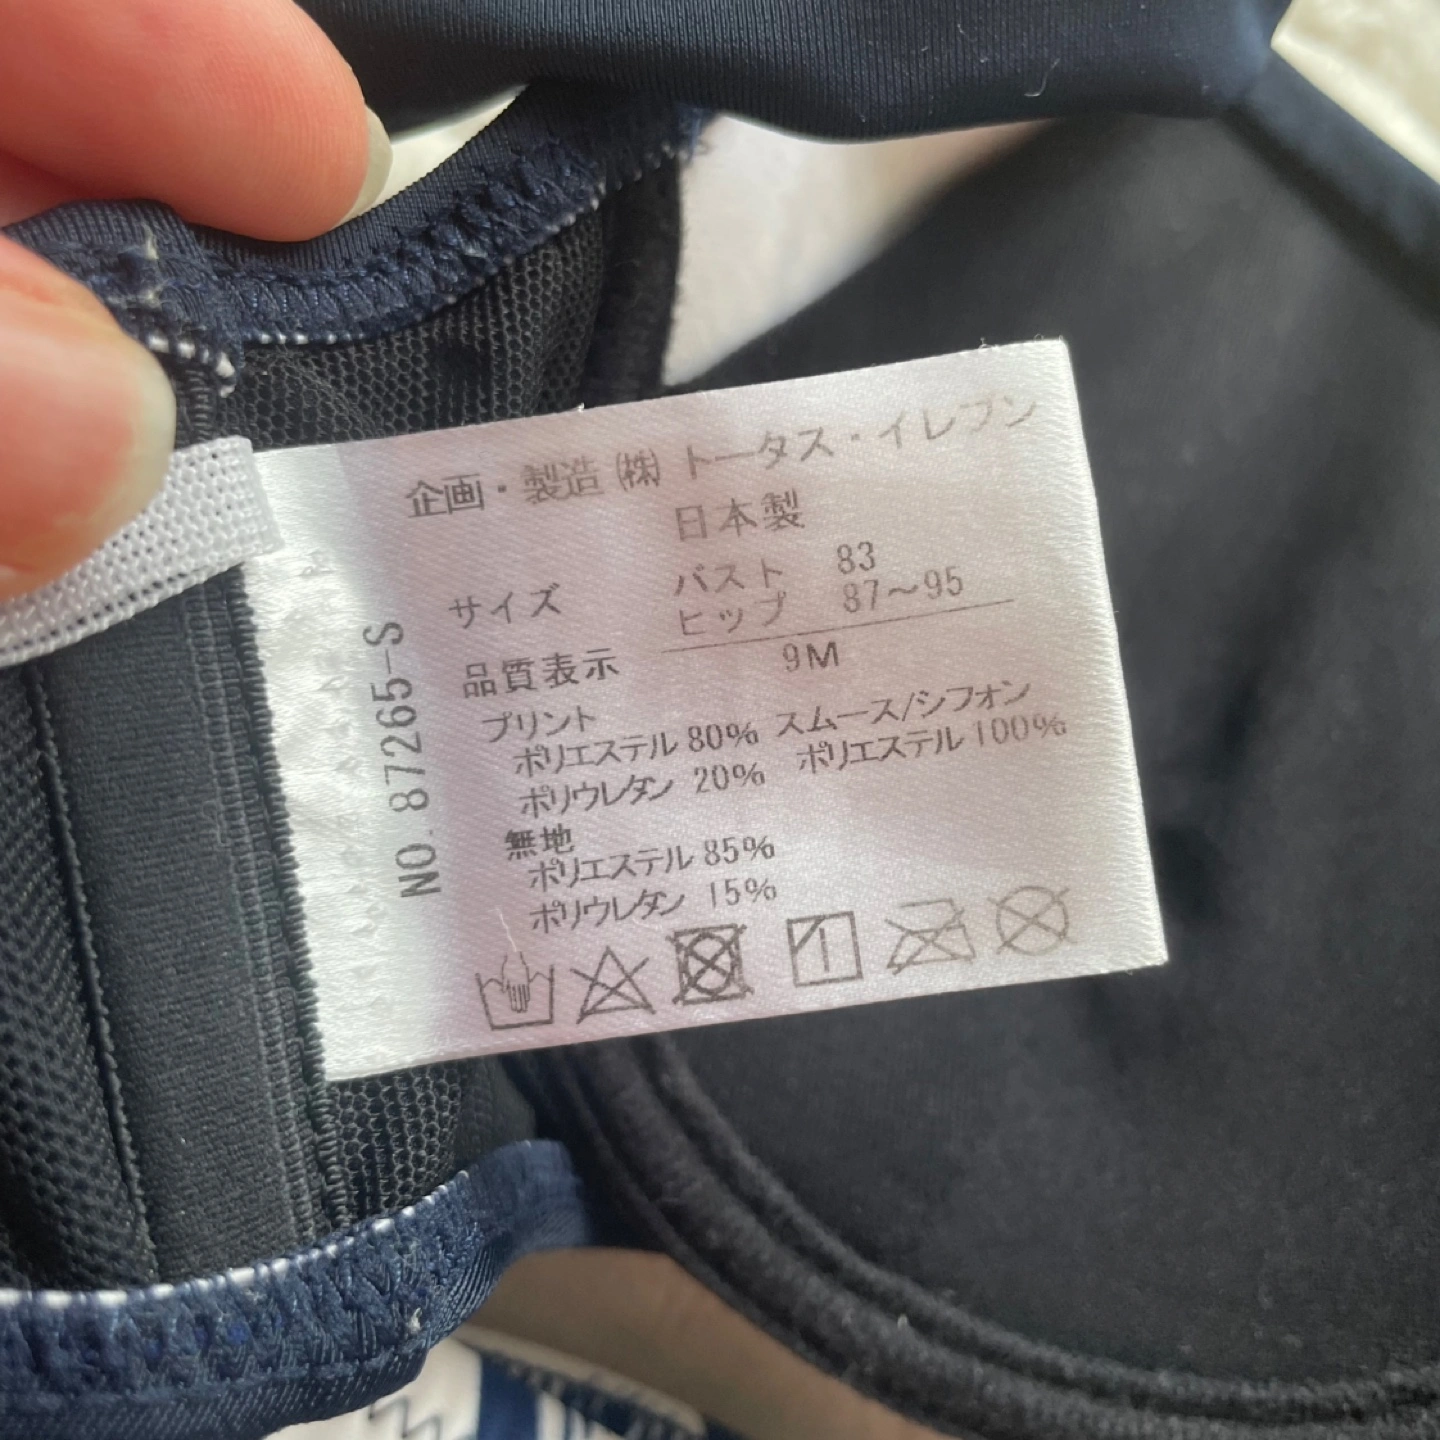 企画・製造 ㈱ トータス・イレブン
日本製
サイズ
バスト 83
ヒップ 87～95
9M
品質表示
プリント
ポリエステル 80%
ポリウレタン 20%
スムース/シフォン
ポリエステル 100%
無地
ポリエステル 85%
ポリウレタン 15%
NO. 87265-S